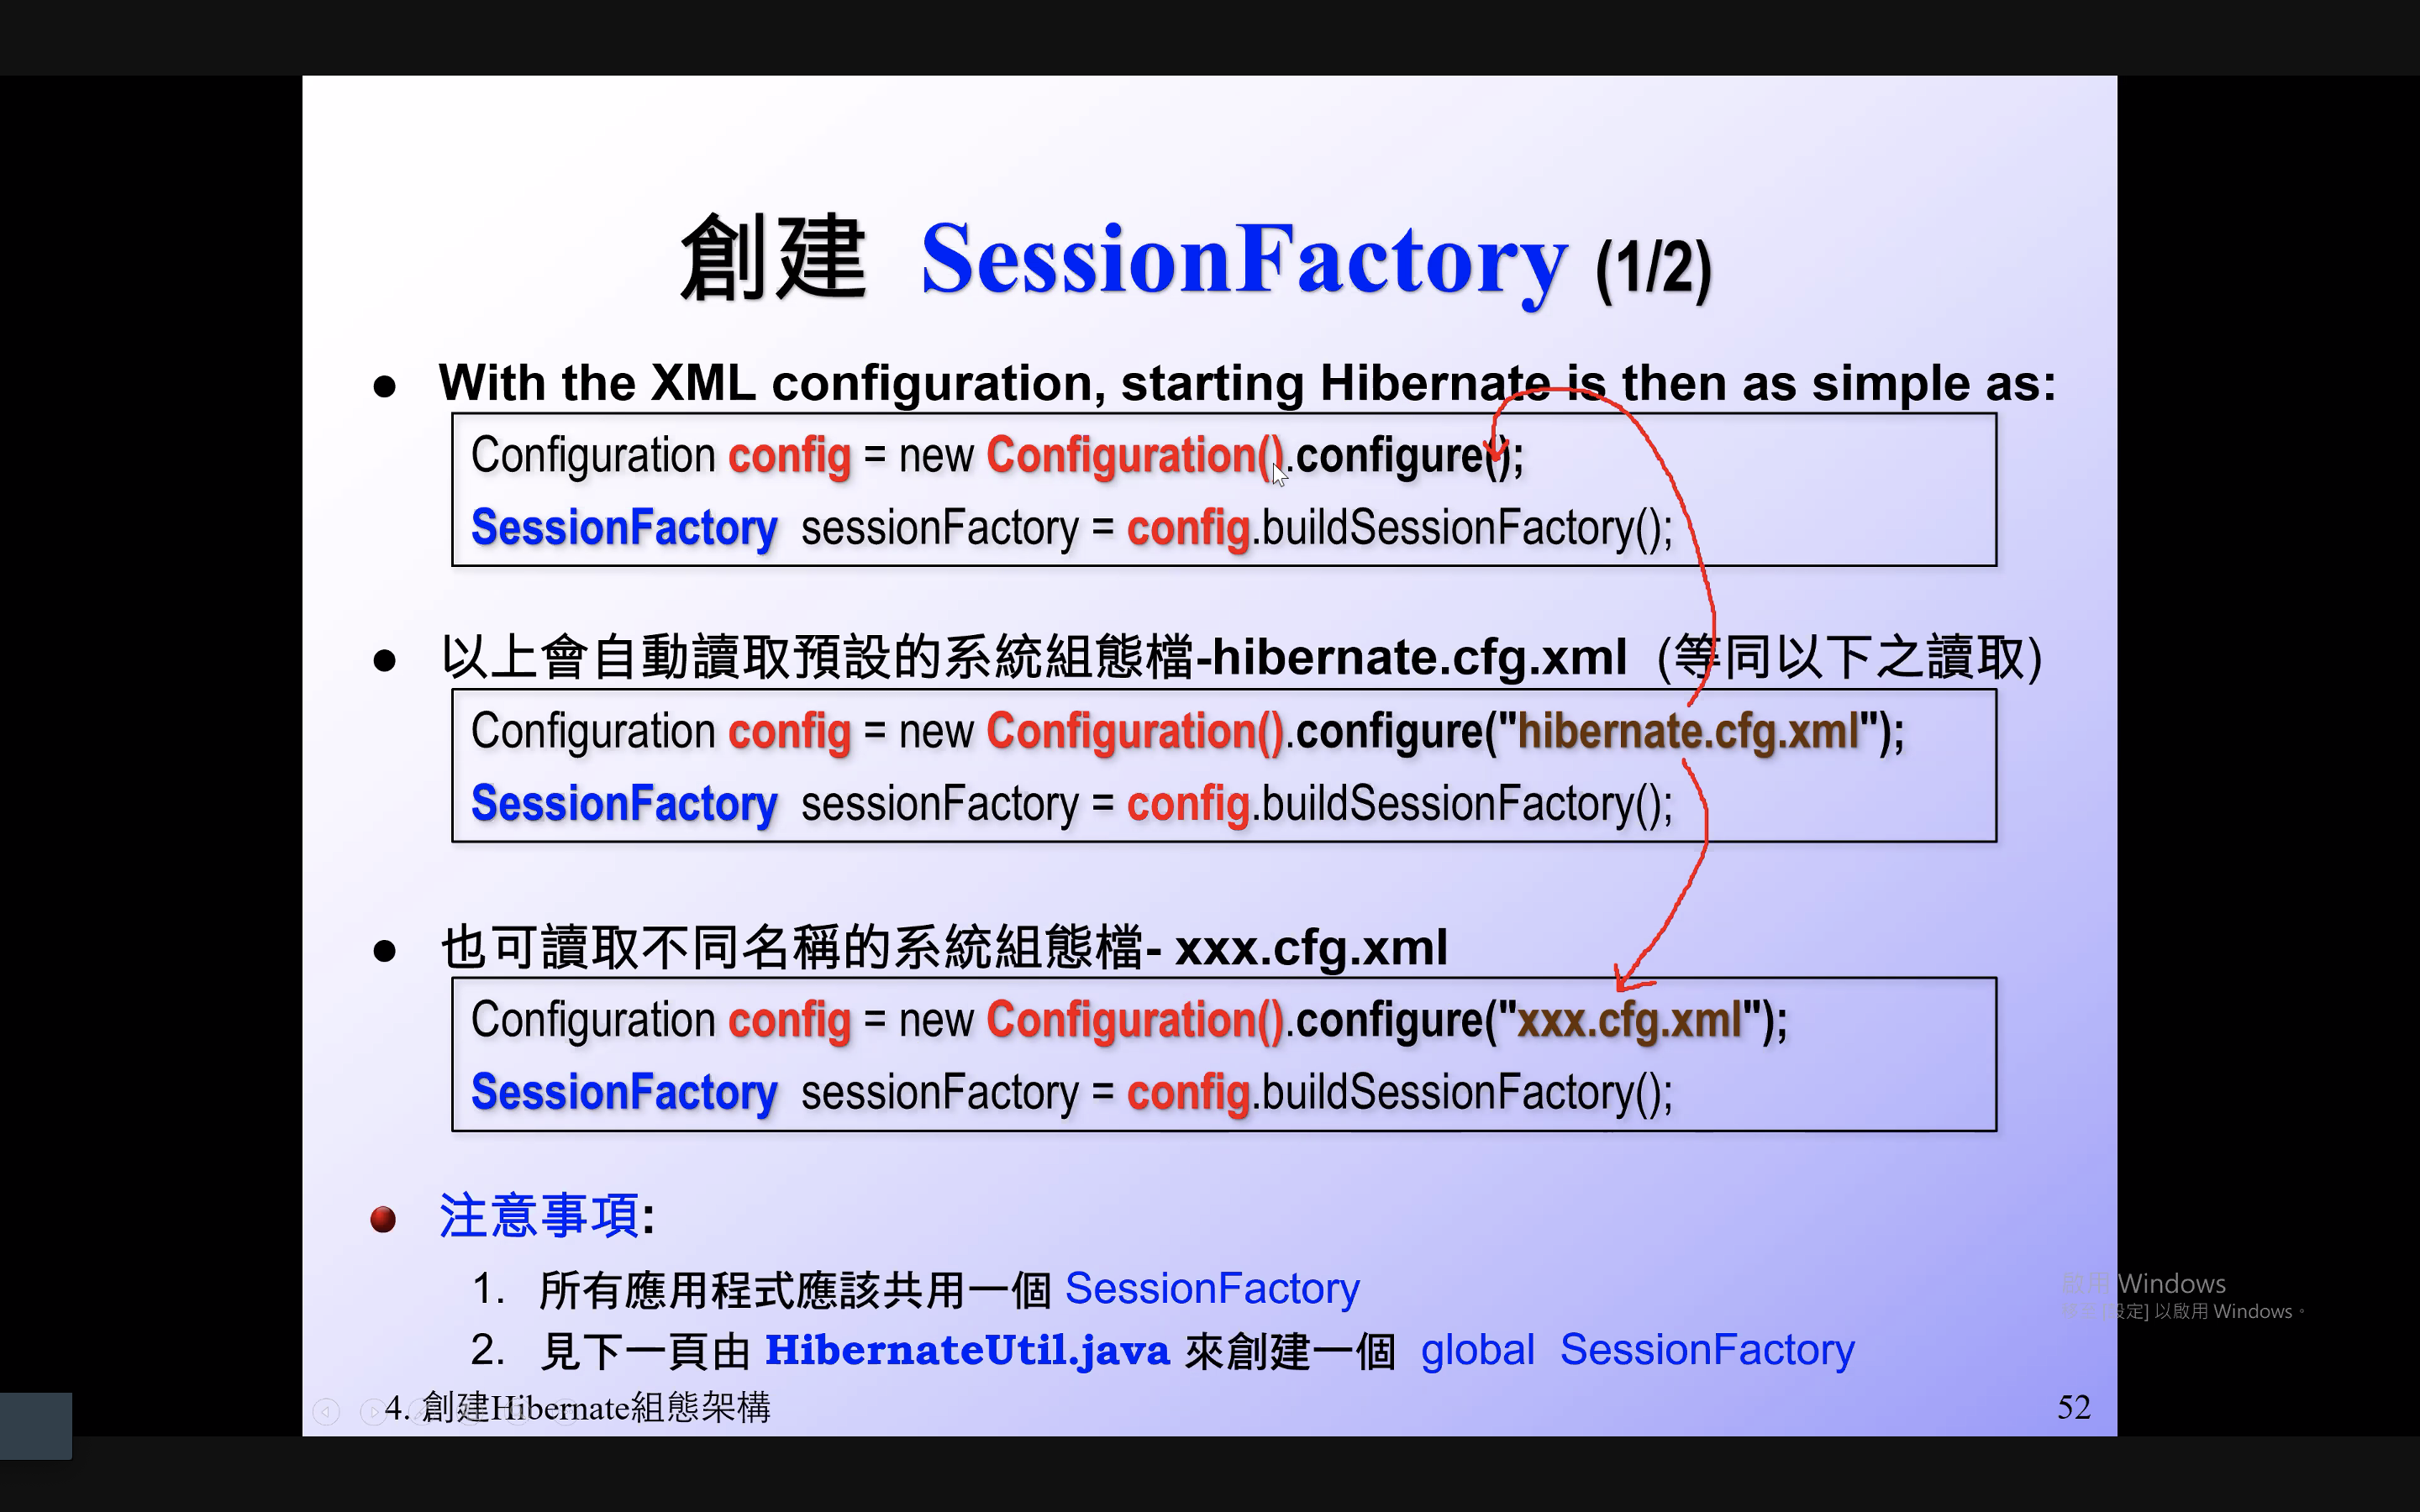 創建 SessionFactory (1/2)
● With the XML configuration, starting Hibernate is then as simple as:
Configuration config = new Configuration().configure();
SessionFactory sessionFactory = config.buildSessionFactory();
● 以上會自動讀取預設的系統組態檔-hibernate.cfg.xml (等同以下之讀取)
Configuration config = new Configuration().configure("hibernate.cfg.xml");
SessionFactory sessionFactory = config.buildSessionFactory();
● 也可讀取不同名稱的系統組態檔- xxx.cfg.xml
Configuration config = new Configuration().configure("xxx.cfg.xml");
SessionFactory sessionFactory = config.buildSessionFactory();
● 注意事項:
1. 所有應用程式應該共用一個 SessionFactory
2. 見下一頁由 HibernateUtil.java 來創建一個 global SessionFactory
啟用 Windows
設定] 以啟用 Windows。
4. 創建Hibernate組態架構
52